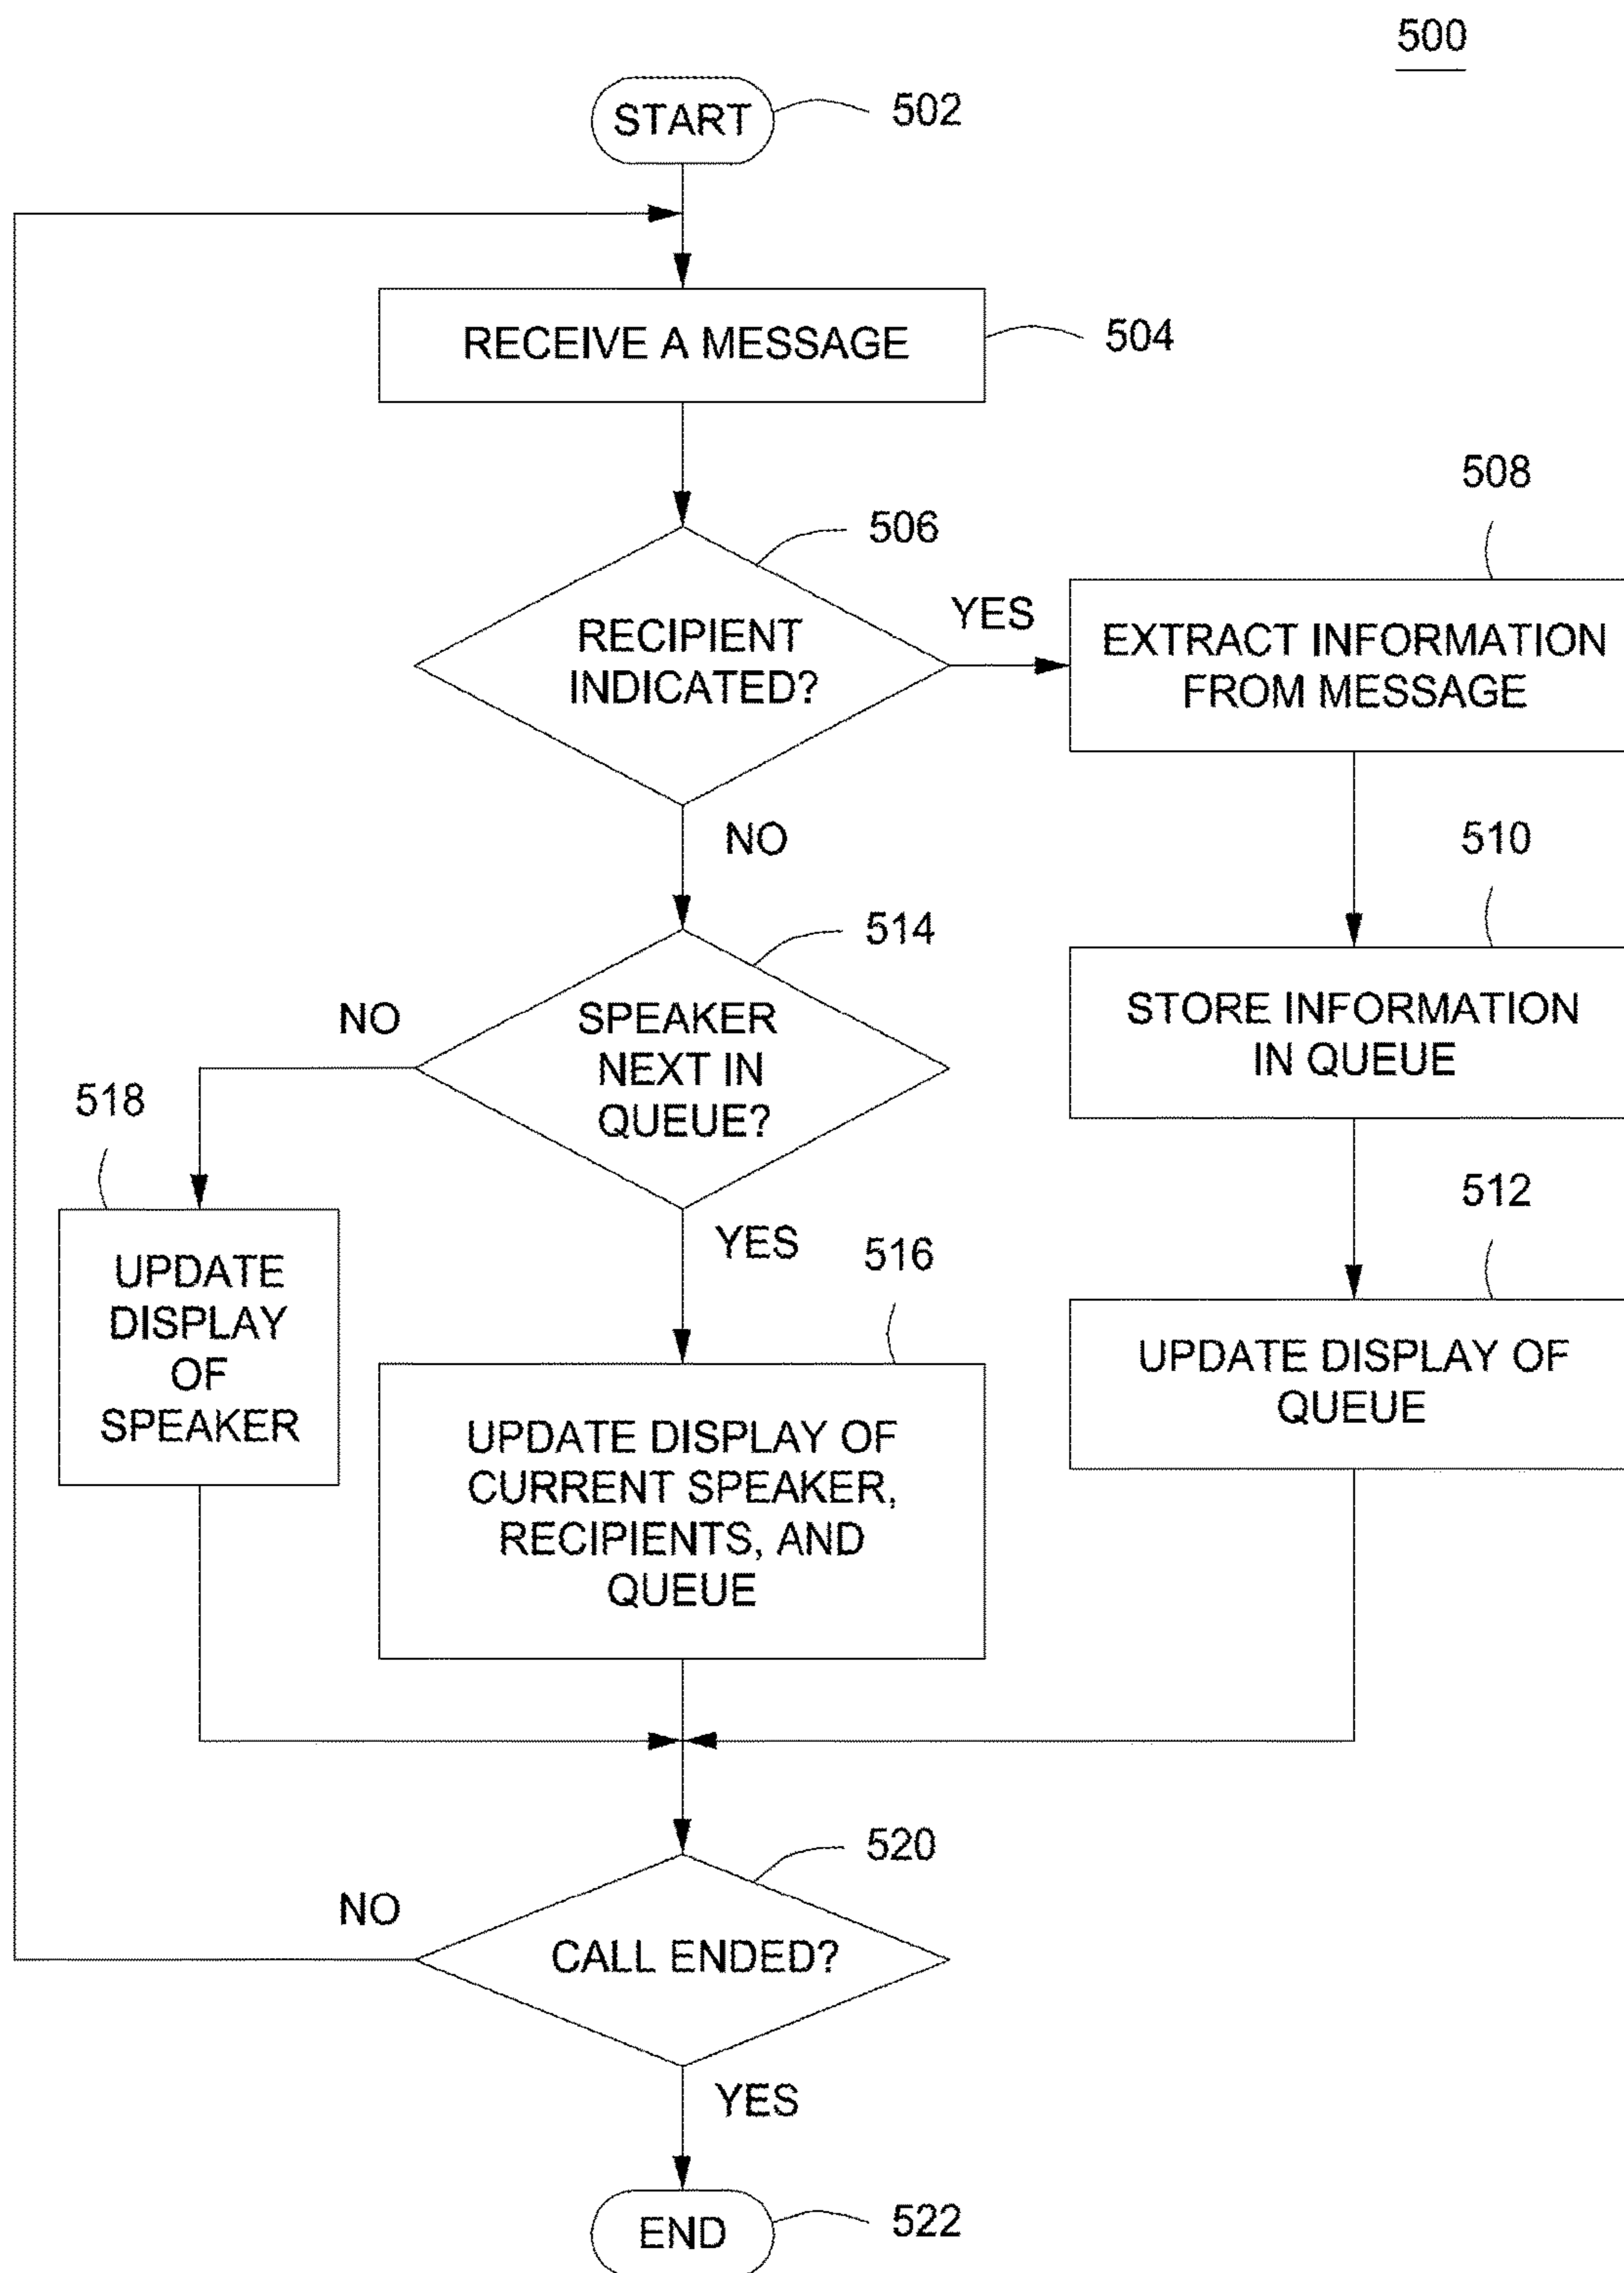 500
START
502
RECEIVE A MESSAGE
504
506
RECIPIENT
INDICATED?
YES
508
EXTRACT INFORMATION
FROM MESSAGE
NO
510
STORE INFORMATION
IN QUEUE
514
SPEAKER
NEXT IN
QUEUE?
NO
518
UPDATE
DISPLAY
OF
SPEAKER
YES
516
UPDATE DISPLAY OF
CURRENT SPEAKER,
RECIPIENTS, AND
QUEUE
512
UPDATE DISPLAY OF
QUEUE
520
CALL ENDED?
NO
YES
END
522